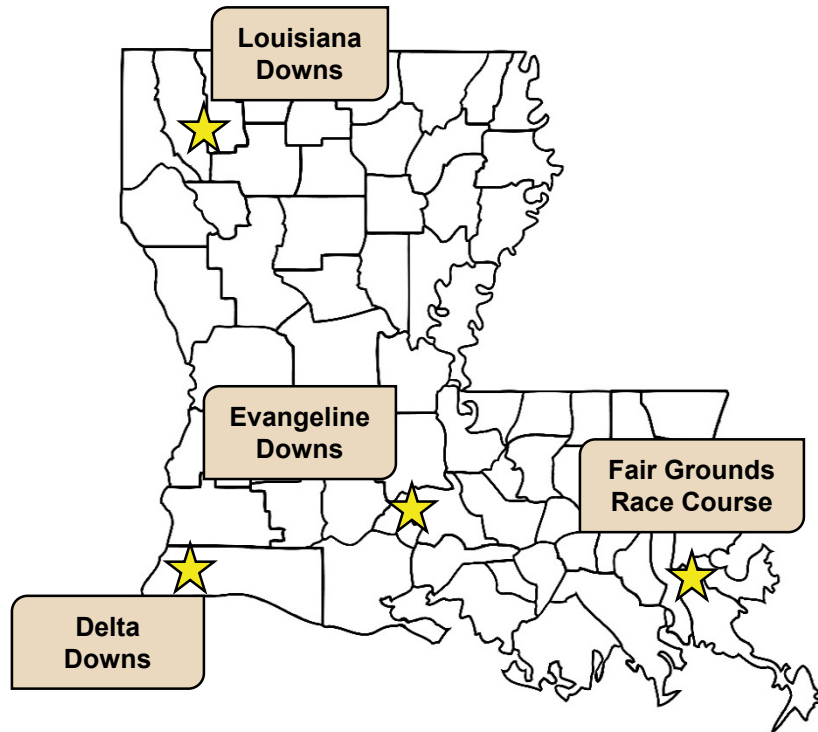 Louisiana
Downs
Evangeline
Downs
Fair Grounds
Race Course
Delta
Downs